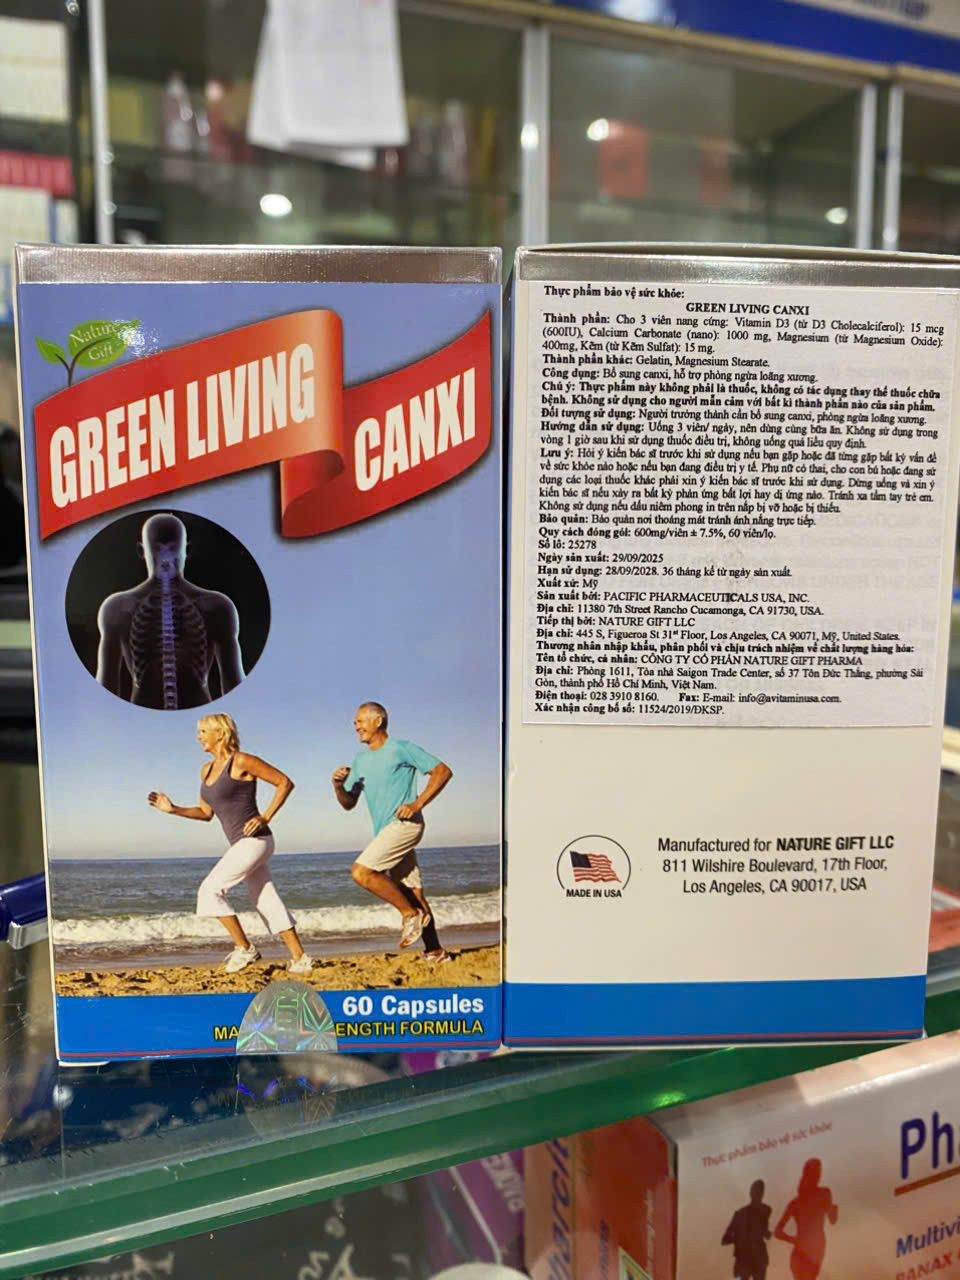 Nature's
Gift
GREEN LIVING
CANXI
60 Capsules
MA
ENGTH FORMULA
Thực phẩm bảo vệ sức khỏe:
GREEN LIVING CANXI
Thành phần: Cho 3 viên nang cứng: Vitamin D3 (từ D3 Cholecalciferol): 15 mcg
(600IU), Calcium Carbonate (nano): 1000 mg, Magnesium (từ Magnesium Oxide):
400mg, Kẽm (từ Kẽm Sulfat): 15 mg.
Thành phần khác: Gelatin, Magnesium Stearate.
Công dụng: Bổ sung canxi, hỗ trợ phòng ngừa loãng xương.
Chú ý: Thực phẩm này không phải là thuốc, không có tác dụng thay thế thuốc chữa
bệnh. Không sử dụng cho người mẫn cảm với bất kì thành phần nào của sản phẩm.
Đối tượng sử dụng: Người trưởng thành cần bổ sung canxi, phòng ngừa loãng xương.
Hướng dẫn sử dụng: Uống 3 viên/ ngày, nên dùng cùng bữa ăn. Không sử dụng trong
vòng 1 giờ sau khi sử dụng thuốc điều trị, không uống quá liều quy định.
Lưu ý: Hỏi ý kiến bác sĩ trước khi sử dụng nếu bạn gặp hoặc đã từng gặp bất kỳ vấn đề
về sức khỏe nào hoặc nếu bạn đang điều trị y tế. Phụ nữ có thai, cho con bú hoặc đang sử
dụng các loại thuốc khác phải xin ý kiến bác sĩ trước khi sử dụng. Dừng uống và xin ý
kiến bác sĩ nếu xảy ra bất kỳ phản ứng bất lợi hay dị ứng nào. Tránh xa tầm tay trẻ em.
Không sử dụng nếu dấu niêm phong in trên nắp bị vỡ hoặc bị thiếu.
Bảo quản: Bảo quản nơi thoáng mát tránh ánh nắng trực tiếp.
Quy cách đóng gói: 600mg/viên ± 7.5%, 60 viên/lọ.
Số lô: 25278
Ngày sản xuất: 29/09/2025
Hạn sử dụng: 28/09/2028. 36 tháng kể từ ngày sản xuất.
Xuất xứ: Mỹ
Sản xuất bởi: PACIFIC PHARMACEUTICALS USA, INC.
Địa chỉ: 11380 7th Street Rancho Cucamonga, CA 91730, USA.
Tiếp thị bởi: NATURE GIFT LLC
Địa chỉ: 445 S, Figueroa St 31st Floor, Los Angeles, CA 90071, Mỹ, United States.
Thương nhân nhập khẩu, phân phối và chịu trách nhiệm về chất lượng hàng hóa:
Tên tổ chức, cá nhân: CÔNG TY CỔ PHẦN NATURE GIFT PHARMA
Địa chỉ: Phòng 1611, Tòa nhà Saigon Trade Center, số 37 Tôn Đức Thắng, phường Sài
Gòn, thành phố Hồ Chí Minh, Việt Nam.
Điện thoại: 028 3910 8160. Fax: E-mail: info@avitaminusa.com.
Xác nhận công bố số: 11524/2019/ĐKSP.
MADE IN USA
Manufactured for NATURE GIFT LLC
811 Wilshire Boulevard, 17th Floor,
Los Angeles, CA 90017, USA
Thực phẩm bảo vệ sức khỏe
Ph
Multivi
PANAX